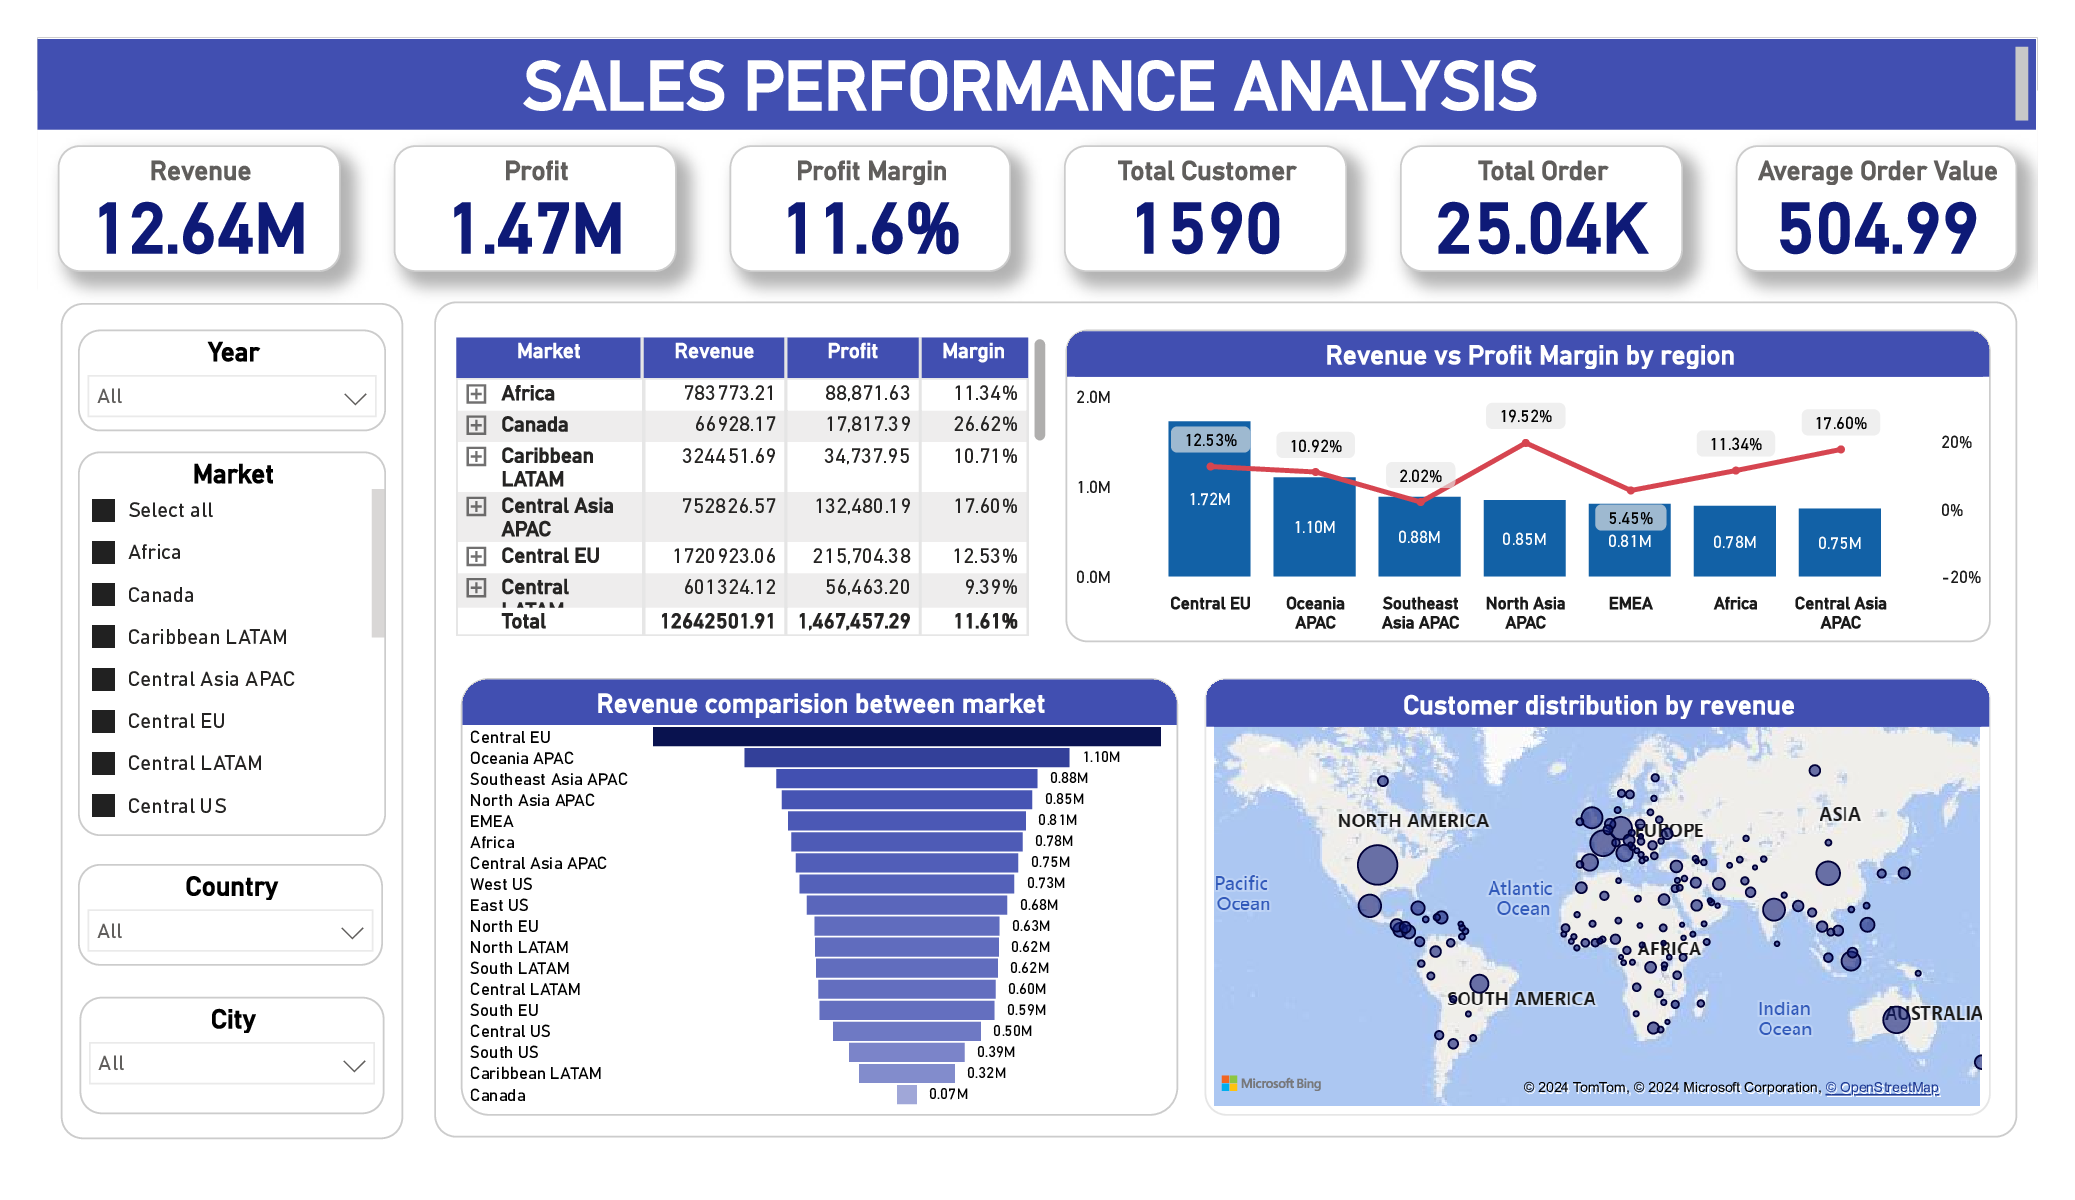 SALES PERFORMANCE ANALYSIS
Revenue
12.64M
Profit
1.47M
Profit Margin
11.6%
Total Customer
1590
Total Order
25.04K
Average Order Value
504.99
Year
All
Market
Select all
Africa
Canada
Caribbean LATAM
Central Asia APAC
Central EU
Central LATAM
Central US
Country
All
City
All
Market Revenue Profit Margin
Africa 783773.21 88,871.63 11.34%
Canada 66928.17 17,817.39 26.62%
Caribbean 324451.69 34,737.95 10.71%
LATAM
Central Asia 752826.57 132,480.19 17.60%
APAC
Central EU 1720923.06 215,704.38 12.53%
Central 601324.12 56,463.20 9.39%
LATAM
Total 12642501.91 1,467,457.29 11.61%
Revenue vs Profit Margin by region
2.0M
1.0M
0.0M
12.53%
10.92%
2.02%
19.52%
5.45%
11.34%
17.60%
1.72M
1.10M
0.88M
0.85M
0.81M
0.78M
0.75M
20%
0%
-20%
Central EU
Oceania
APAC
Southeast
Asia APAC
North Asia
APAC
EMEA
Africa
Central Asia
APAC
Revenue comparision between market
Central EU
Oceania APAC 1.10M
Southeast Asia APAC 0.88M
North Asia APAC 0.85M
EMEA 0.81M
Africa 0.78M
Central Asia APAC 0.75M
West US 0.73M
East US 0.68M
North EU 0.63M
North LATAM 0.62M
South LATAM 0.62M
Central LATAM 0.60M
South EU 0.59M
Central US 0.50M
South US 0.39M
Caribbean LATAM 0.32M
Canada 0.07M
Customer distribution by revenue
NORTH AMERICA
EUROPE
ASIA
Pacific
Ocean
Atlantic
Ocean
AFRICA
SOUTH AMERICA
Indian
Ocean
AUSTRALIA
Microsoft Bing
© 2024 TomTom, © 2024 Microsoft Corporation, © OpenStreetMap